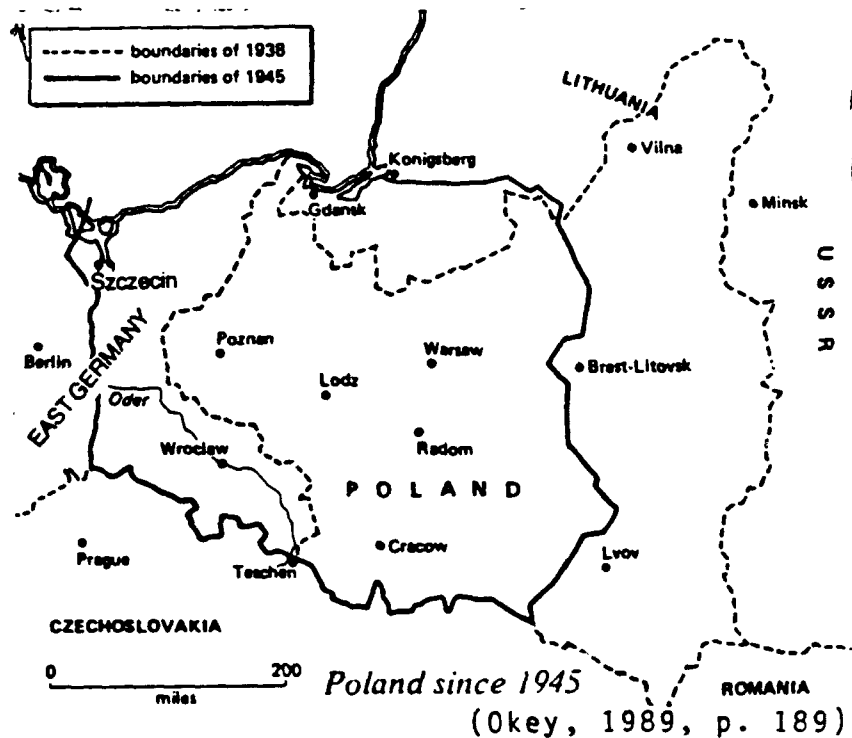 boundaries of 1938
boundaries of 1945
LITHUANIA
Vilna
Konigsberg
Minsk
Gdansk
USSR
Szczecin
Berlin
EAST GERMANY
Poznan
Warsaw
Brest-Litovsk
Lodz
Oder
Radom
Wroclaw
POLAND
Prague
Teschen
Cracow
Lvov
CZECHOSLOVAKIA
0 200
miles
Poland since 1945
ROMANIA
(Okey, 1989, p. 189)